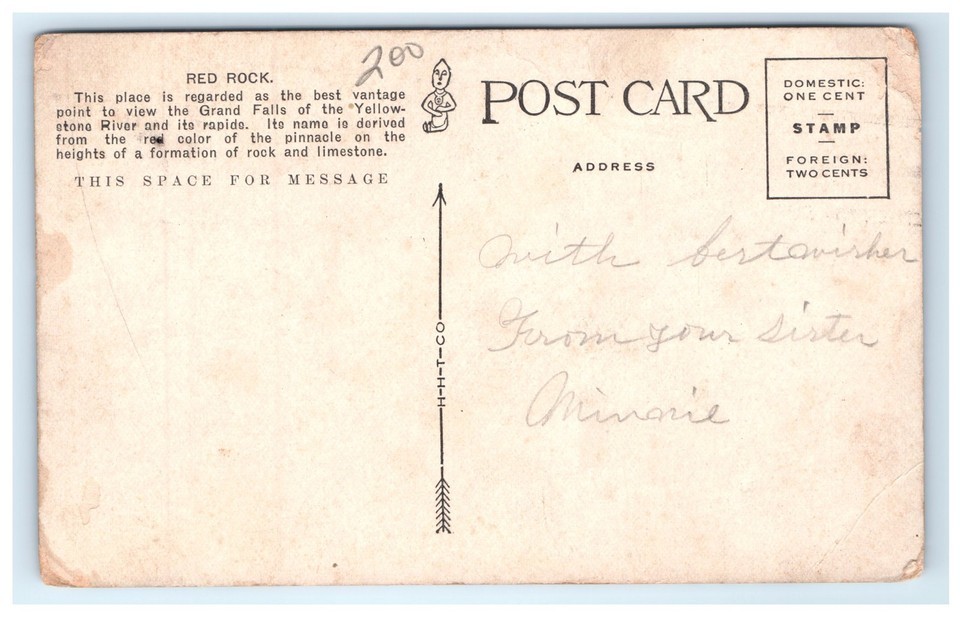 200
RED ROCK.
This place is regarded as the best vantage
point to view the Grand Falls of the Yellow-
stone River and its rapids. Its name is derived
from the red color of the pinnacle on the
heights of a formation of rock and limestone.
THIS SPACE FOR MESSAGE
H-H-T-CO
POST CARD
ADDRESS
DOMESTIC:
ONE CENT
STAMP
FOREIGN:
TWO CENTS
with best wishes
From your sister
Minnie